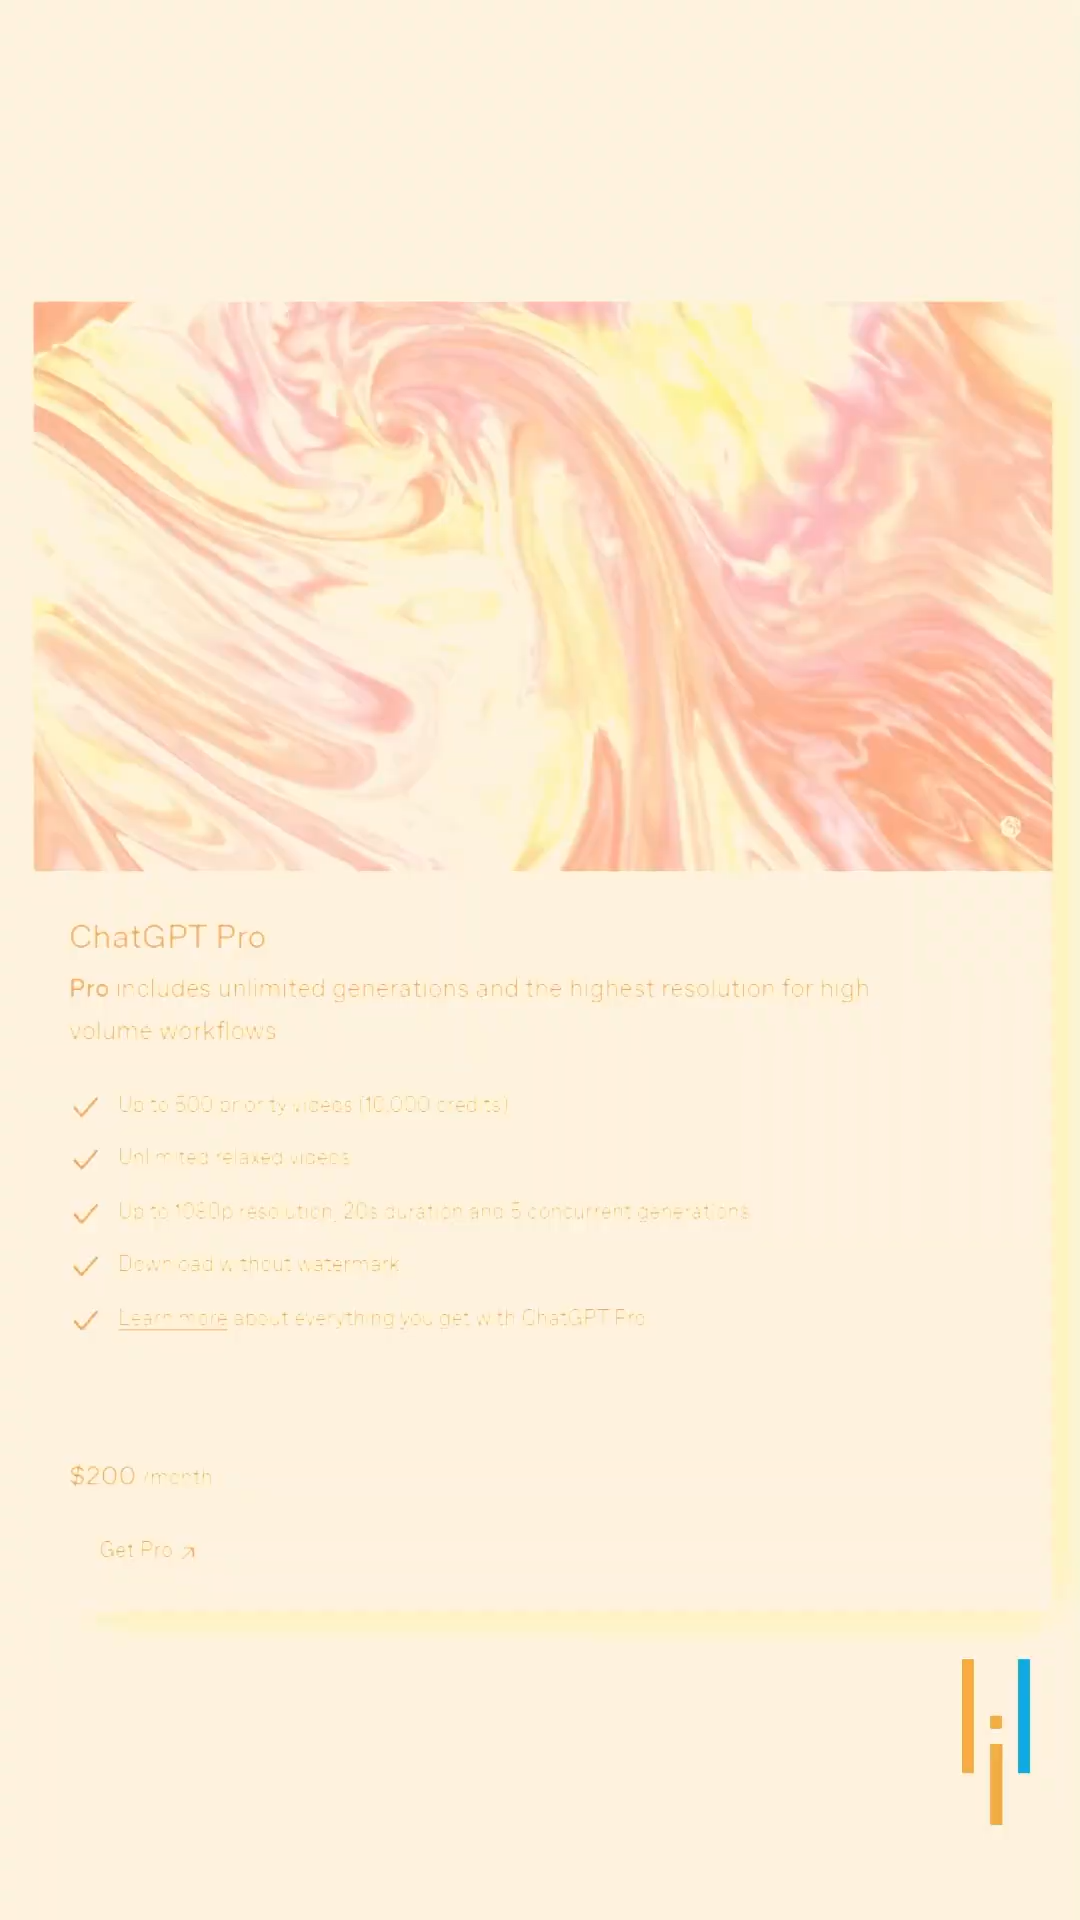 ChatGPT Pro
Pro includes unlimited generations and the highest resolution for high
volume workflows
Up to 500 priority videos (10,000 credits)
Unlimited relaxed videos
Up to 1080p resolution, 20s duration and 5 concurrent generations
Download without watermark
Learn more about everything you get with ChatGPT Pro
$200 /month
Get Pro